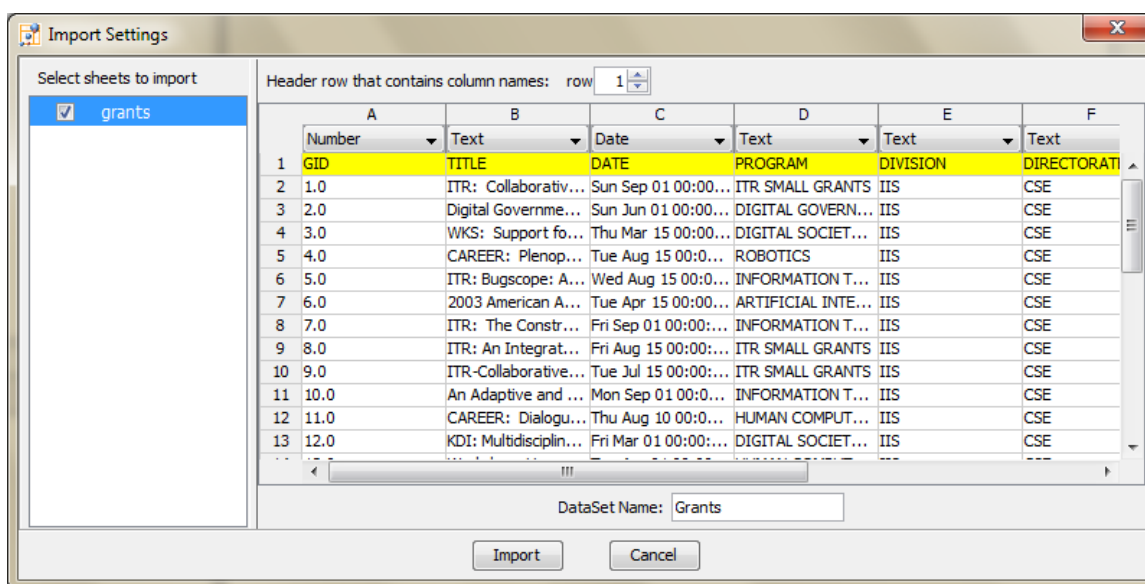 Import Settings
Select sheets to import
grants
Header row that contains column names: row 1
A B C D E F
Number Text Date Text Text Text
1 GID TITLE DATE PROGRAM DIVISION DIRECTORAT
2 1.0 ITR: Collaborativ... Sun Sep 01 00:00... ITR SMALL GRANTS IIS CSE
3 2.0 Digital Governme... Sun Jun 01 00:00... DIGITAL GOVERN... IIS CSE
4 3.0 WKS: Support fo... Thu Mar 15 00:00... DIGITAL SOCIET... IIS CSE
5 4.0 CAREER: Plenop... Tue Aug 15 00:0... ROBOTICS IIS CSE
6 5.0 ITR: Bugscope: A... Wed Aug 15 00:0... INFORMATION T... IIS CSE
7 6.0 2003 American A... Tue Apr 15 00:00... ARTIFICIAL INTE... IIS CSE
8 7.0 ITR: The Constr... Fri Sep 01 00:00:... INFORMATION T... IIS CSE
9 8.0 ITR: An Integrat... Fri Aug 15 00:00:... ITR SMALL GRANTS IIS CSE
10 9.0 ITR-Collaborative... Tue Jul 15 00:00:... ITR SMALL GRANTS IIS CSE
11 10.0 An Adaptive and ... Mon Sep 01 00:0... INFORMATION T... IIS CSE
12 11.0 CAREER: Dialogu... Thu Aug 10 00:0... HUMAN COMPUT... IIS CSE
13 12.0 KDI: Multidisciplin... Fri Mar 01 00:00:... DIGITAL SOCIET... IIS CSE
DataSet Name: Grants
Import Cancel